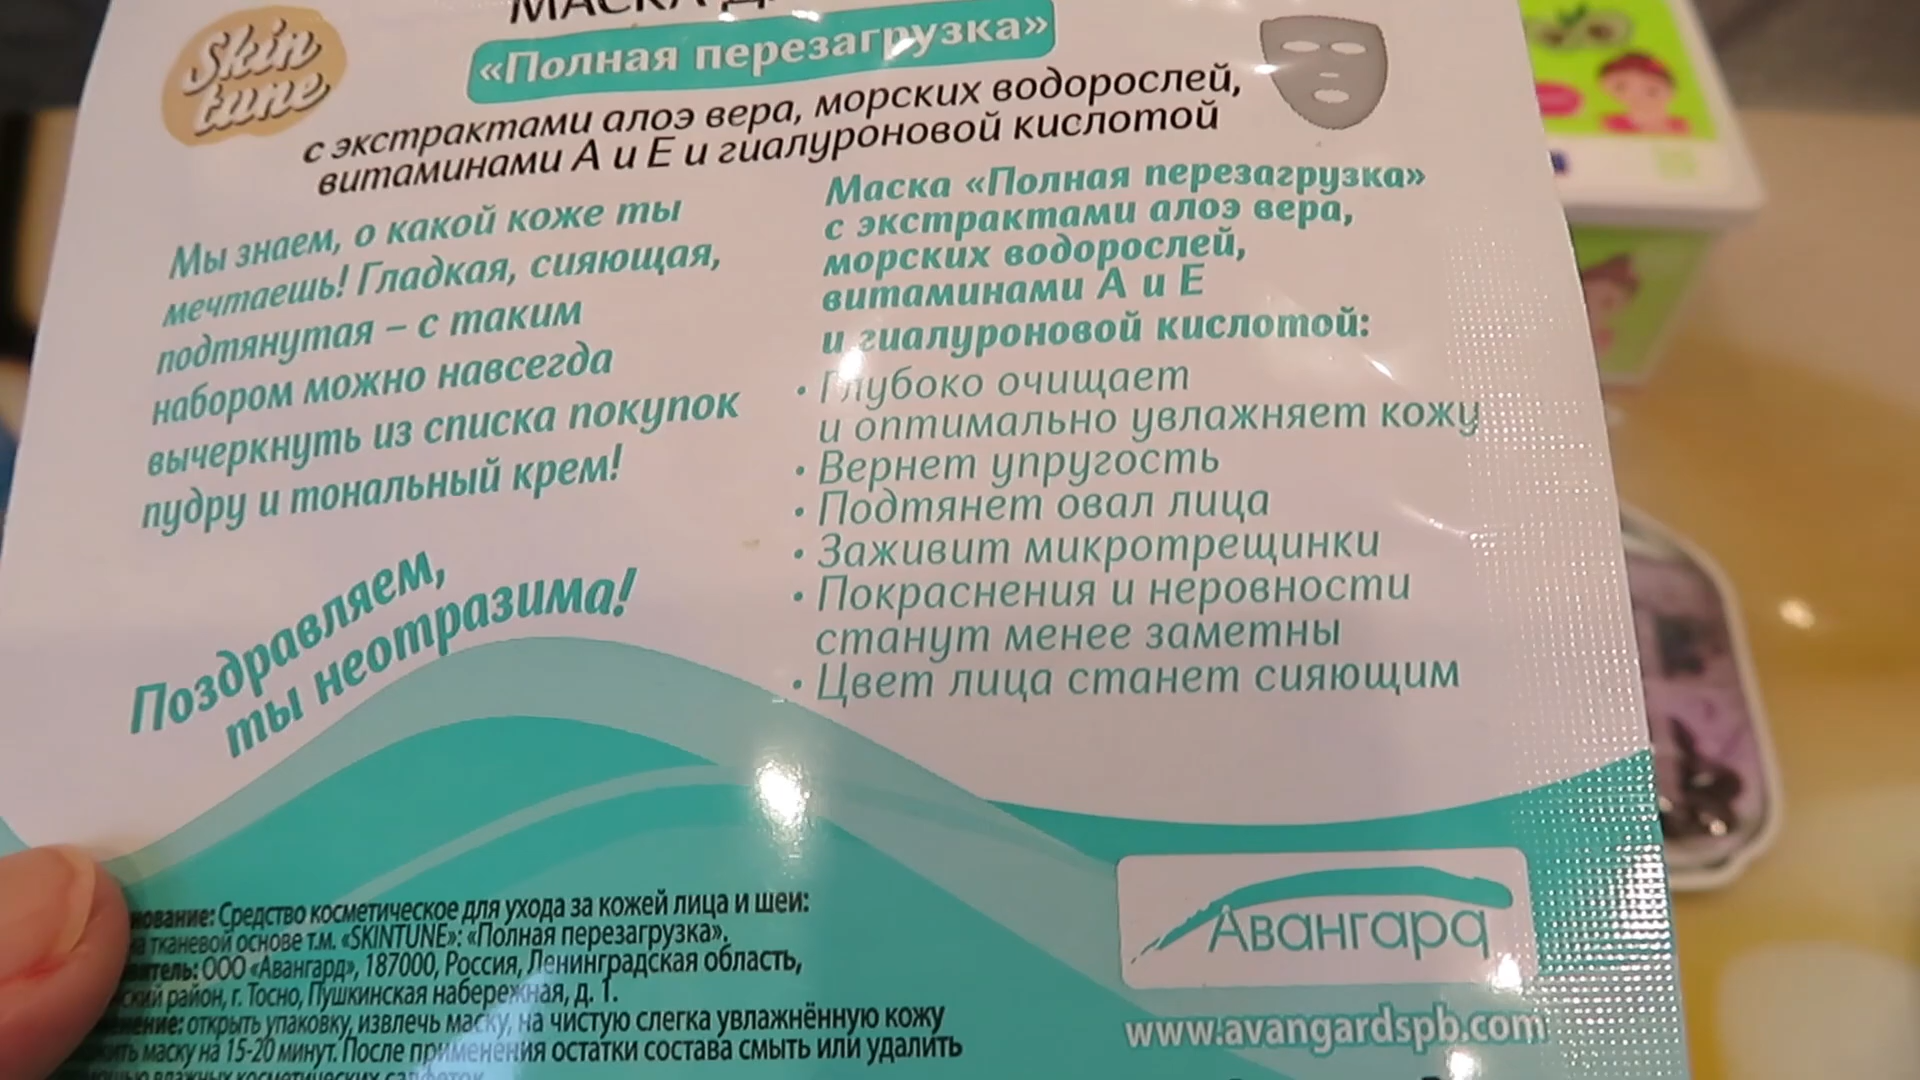 Skin
tune
МАСКА
«Полная перезагрузка»
с экстрактами алоэ вера, морских водорослей,
витаминами А и Е и гиалуроновой кислотой
Мы знаем, о какой коже ты
мечтаешь! Гладкая, сияющая,
подтянутая – с таким
набором можно навсегда
вычеркнуть из списка покупок
пудру и тональный крем!
Поздравляем,
ты неотразима!
Маска «Полная перезагрузка»
с экстрактами алоэ вера,
морских водорослей,
витаминами А и Е
и гиалуроновой кислотой:
• Глубоко очищает
и оптимально увлажняет кожу
• Вернет упругость
• Подтянет овал лица
• Заживит микротрещинки
• Покраснения и неровности
станут менее заметны
• Цвет лица станет сияющим
Средство косметическое для ухода за кожей лица и шеи:
на тканевой основе т.м. «SKINTUNE»: «Полная перезагрузка».
ООО «Авангард», 187000, Россия, Ленинградская область,
район, г. Тосно, Пушкинская набережная, д. 1.
открыть упаковку, извлечь маску, на чистую слегка увлажнённую кожу
маску на 15-20 минут. После применения остатки состава смыть или удалить
влажных косметических салфеток
Авангард
www.avangardspb.com